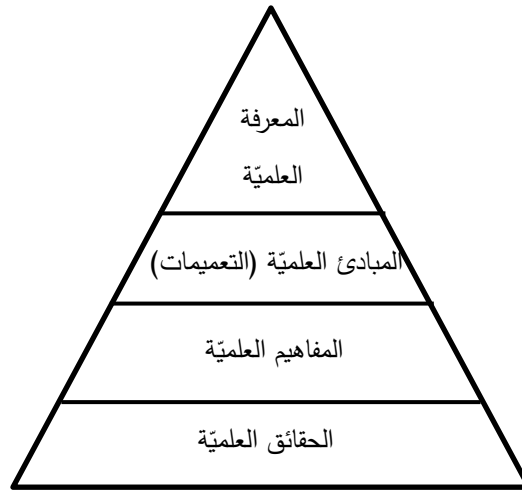 المعرفة
العلميّة
المبادئ العلميّة (التعميمات)
المفاهيم العلميّة
الحقائق العلميّة